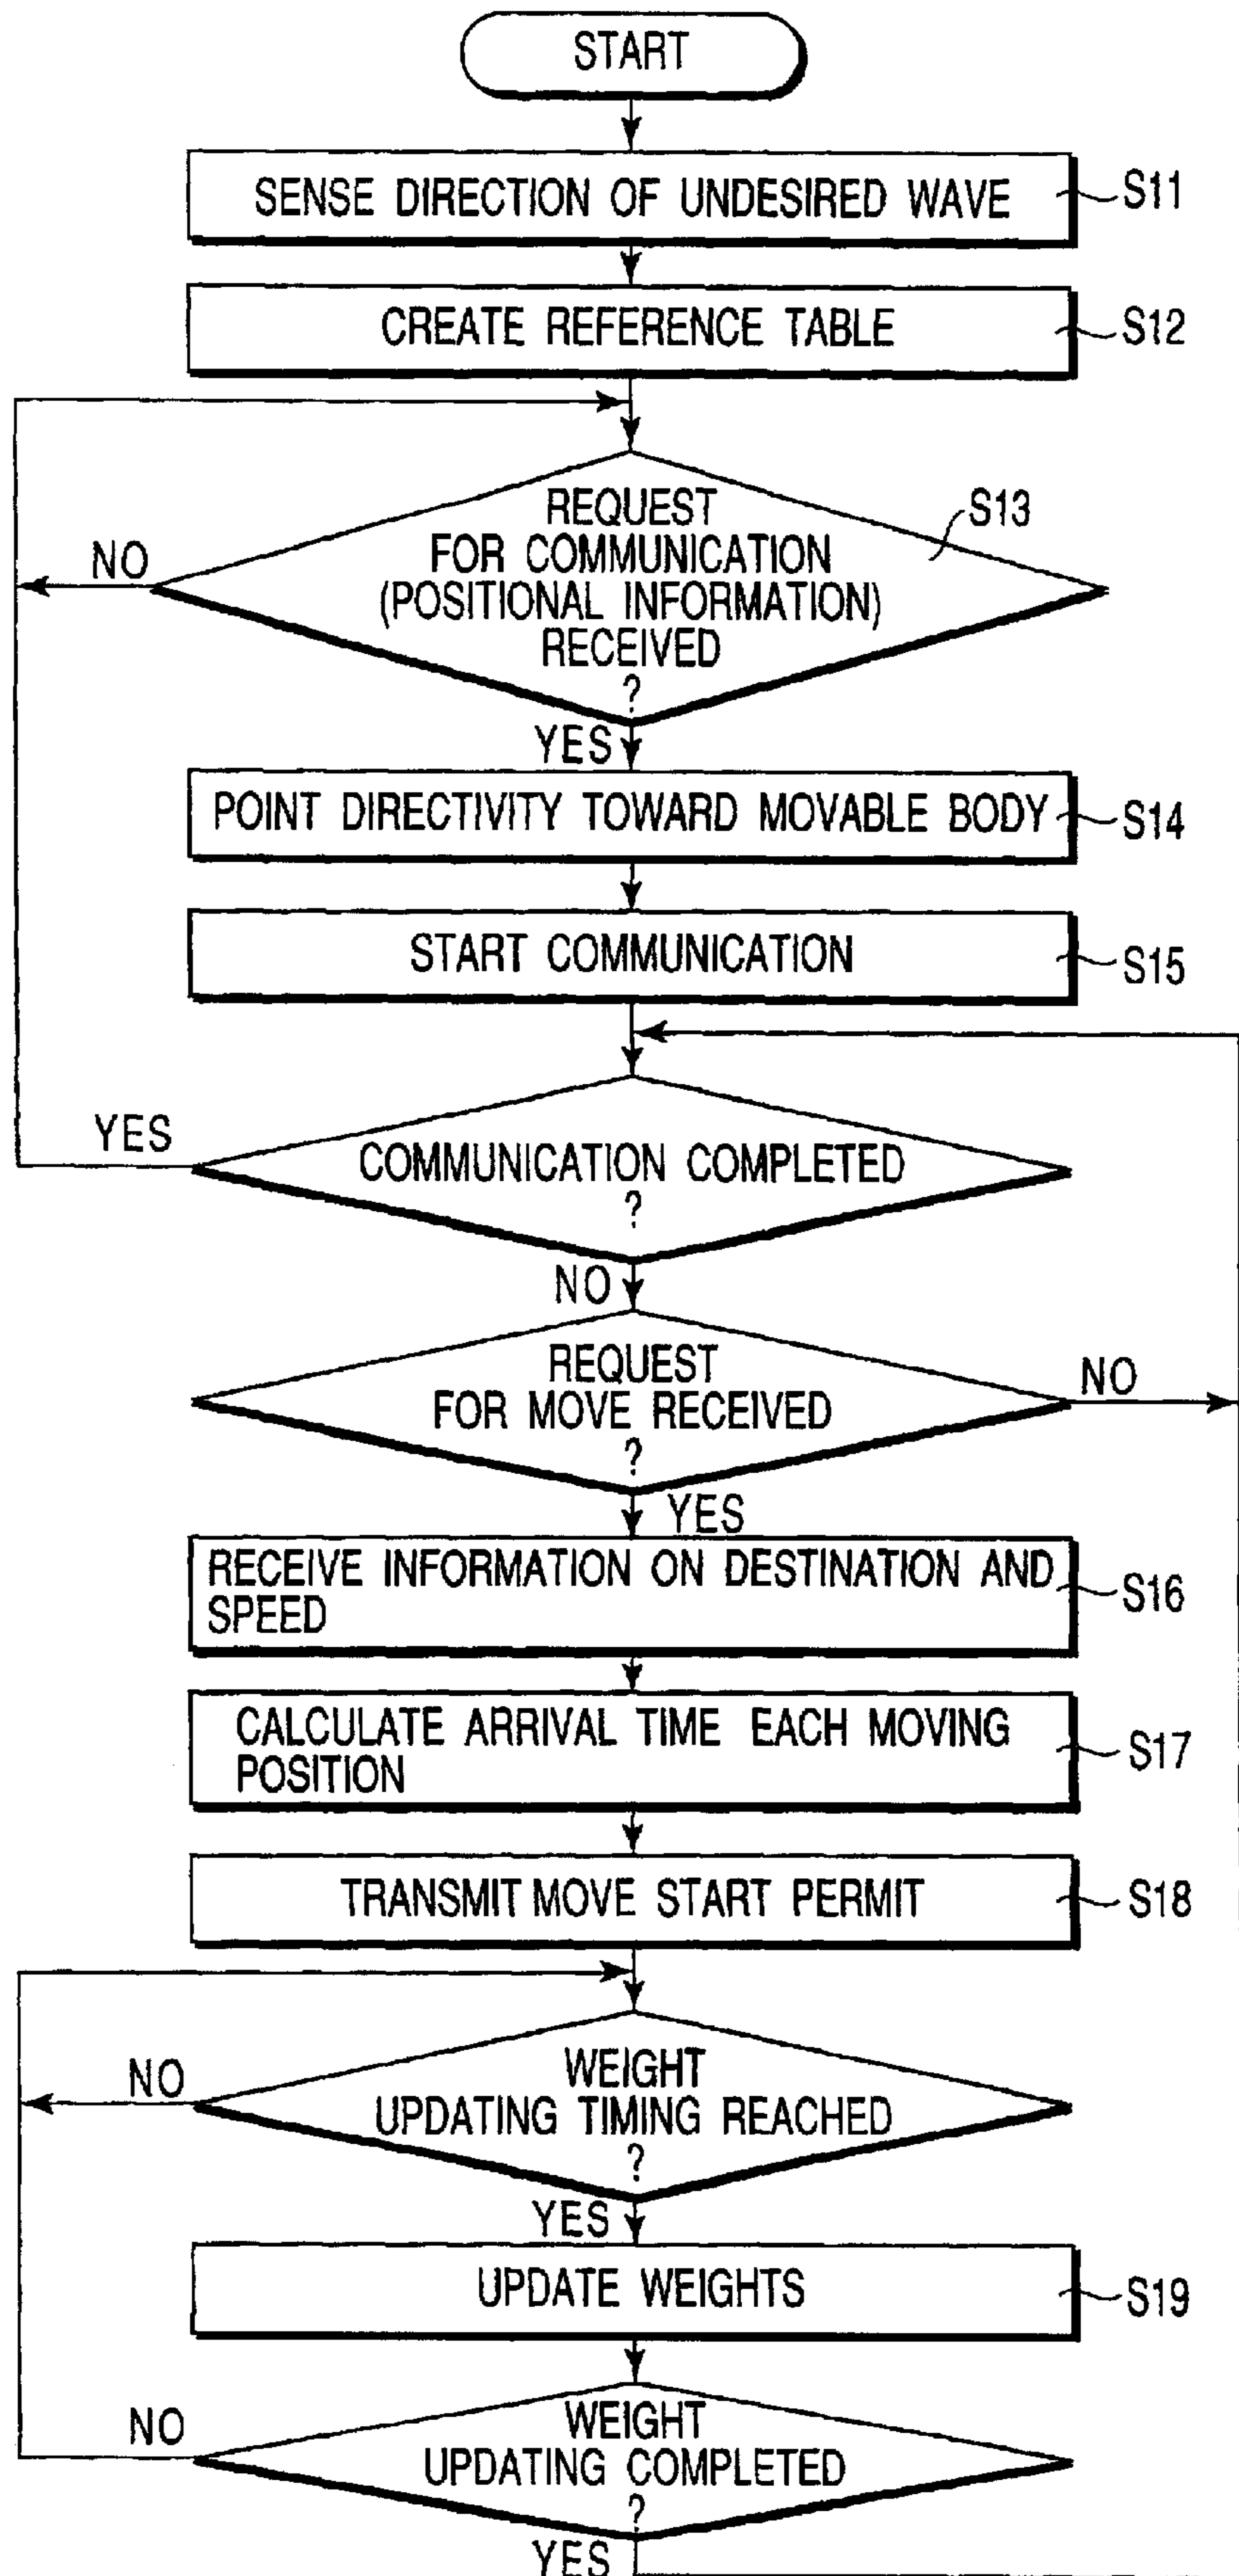 START
SENSE DIRECTION OF UNDESIRED WAVE
S11
CREATE REFERENCE TABLE
S12
REQUEST
FOR COMMUNICATION
(POSITIONAL INFORMATION)
RECEIVED
?
S13
NO
YES
POINT DIRECTIVITY TOWARD MOVABLE BODY
S14
START COMMUNICATION
S15
COMMUNICATION COMPLETED
?
YES
NO
REQUEST
FOR MOVE RECEIVED
?
NO
YES
RECEIVE INFORMATION ON DESTINATION AND
SPEED
S16
CALCULATE ARRIVAL TIME EACH MOVING
POSITION
S17
TRANSMIT MOVE START PERMIT
S18
WEIGHT
UPDATING TIMING REACHED
?
NO
YES
UPDATE WEIGHTS
S19
WEIGHT
UPDATING COMPLETED
?
NO
YES